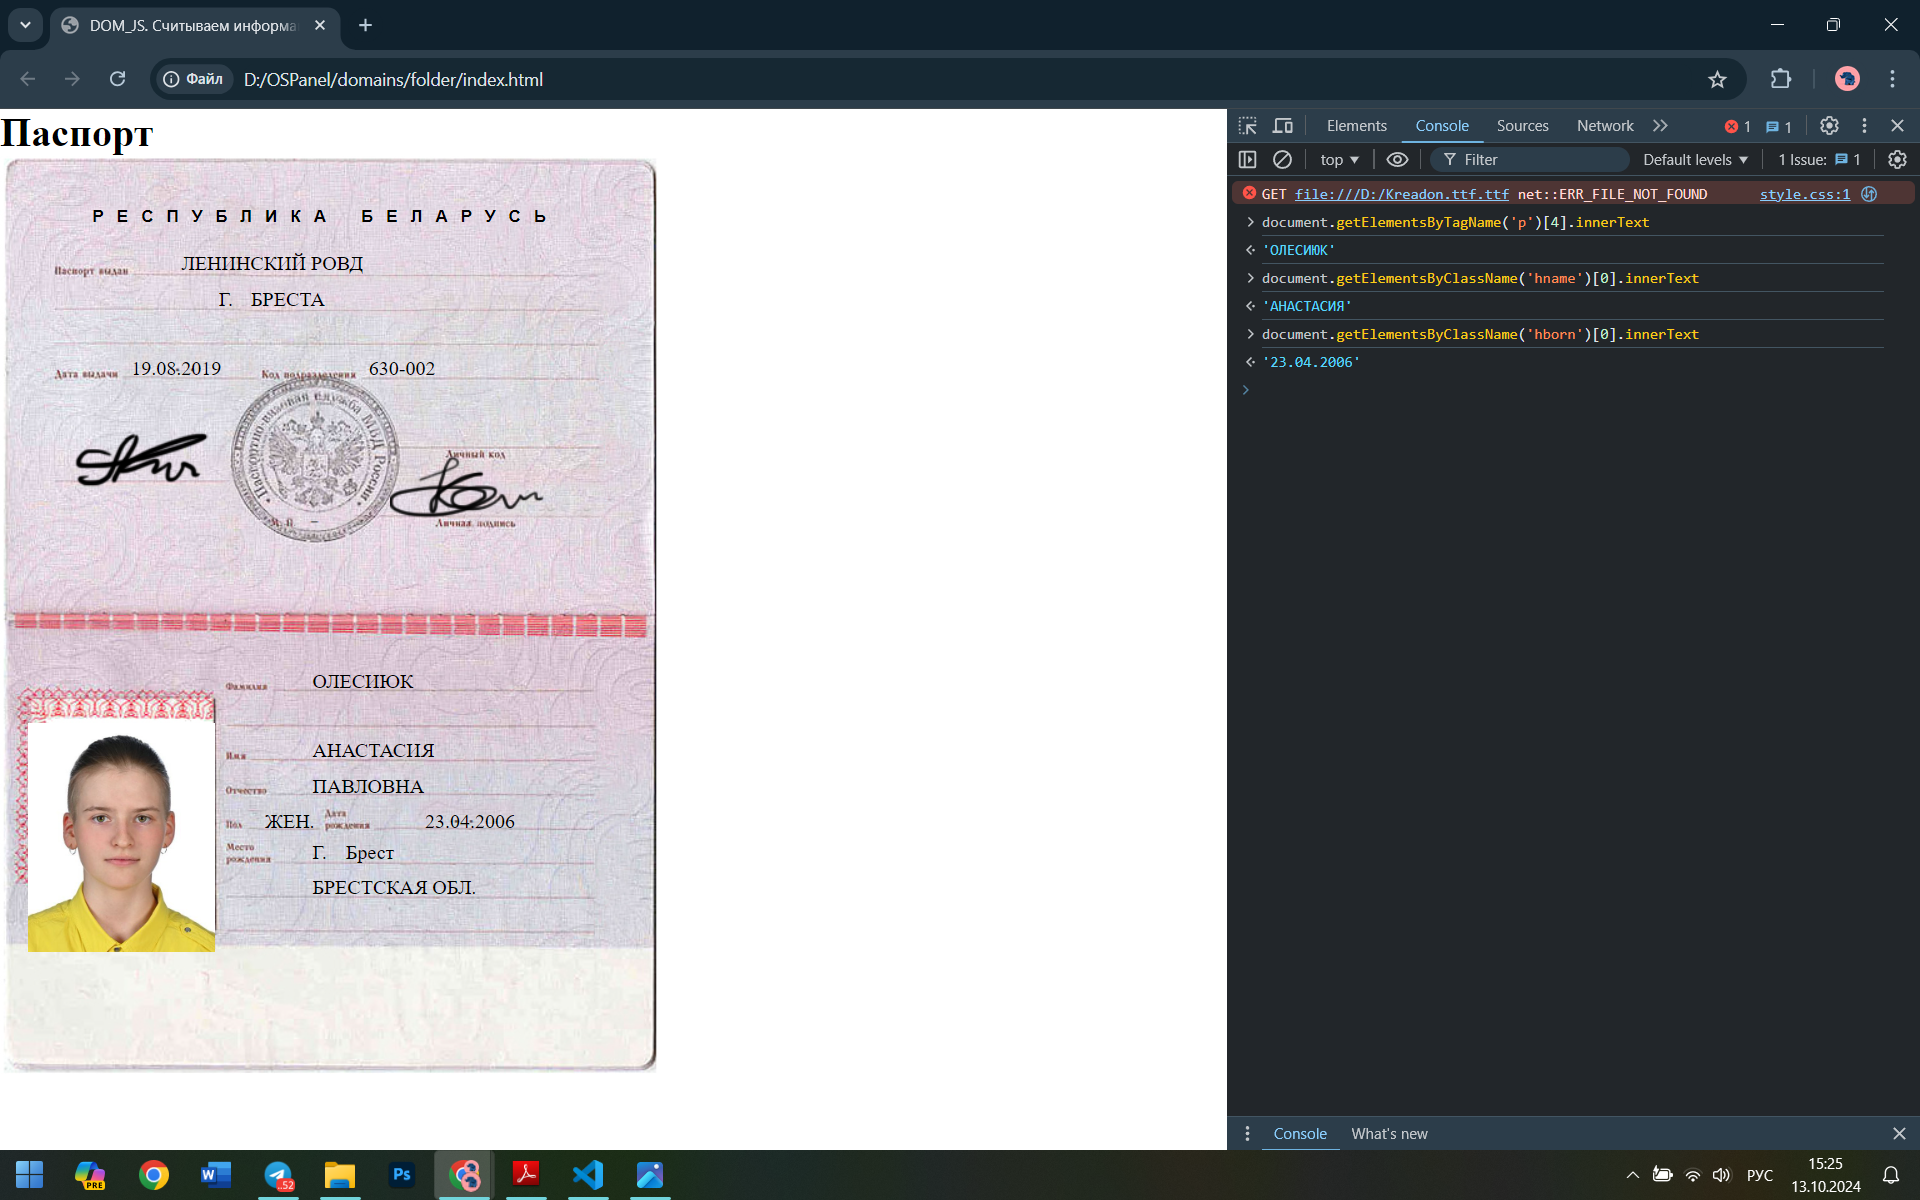 DOM_JS. Считываем информа
Файл
D:/OSPanel/domains/folder/index.html
Паспорт
РЕСПУБЛИКА БЕЛАРУСЬ
Паспорт выдан ЛЕНИНСКИЙ РОВД
Г. БРЕСТА
Дата выдачи 19.08.2019 Код подразделения 630-002
Паспортно-визовая служба МВД России
Личный код
М.П.
Личная подпись
Фамилия ОЛЕСИЮК
Имя АНАСТАСИЯ
Отчество ПАВЛОВНА
Пол ЖЕН. Дата рождения 23.04.2006
Место рождения Г. Брест
БРЕСТСКАЯ ОБЛ.
Elements Console Sources Network 1 1
top Filter Default levels 1 Issue: 1
GET file:///D:/Kreadon.ttf.ttf net::ERR_FILE_NOT_FOUND style.css:1
document.getElementsByTagName('p')[4].innerText
'ОЛЕСИЮК'
document.getElementsByClassName('hname')[0].innerText
'АНАСТАСИЯ'
document.getElementsByClassName('hborn')[0].innerText
'23.04.2006'
Console What's new
PRE
W
..52
Ps
РУС
15:25
13.10.2024